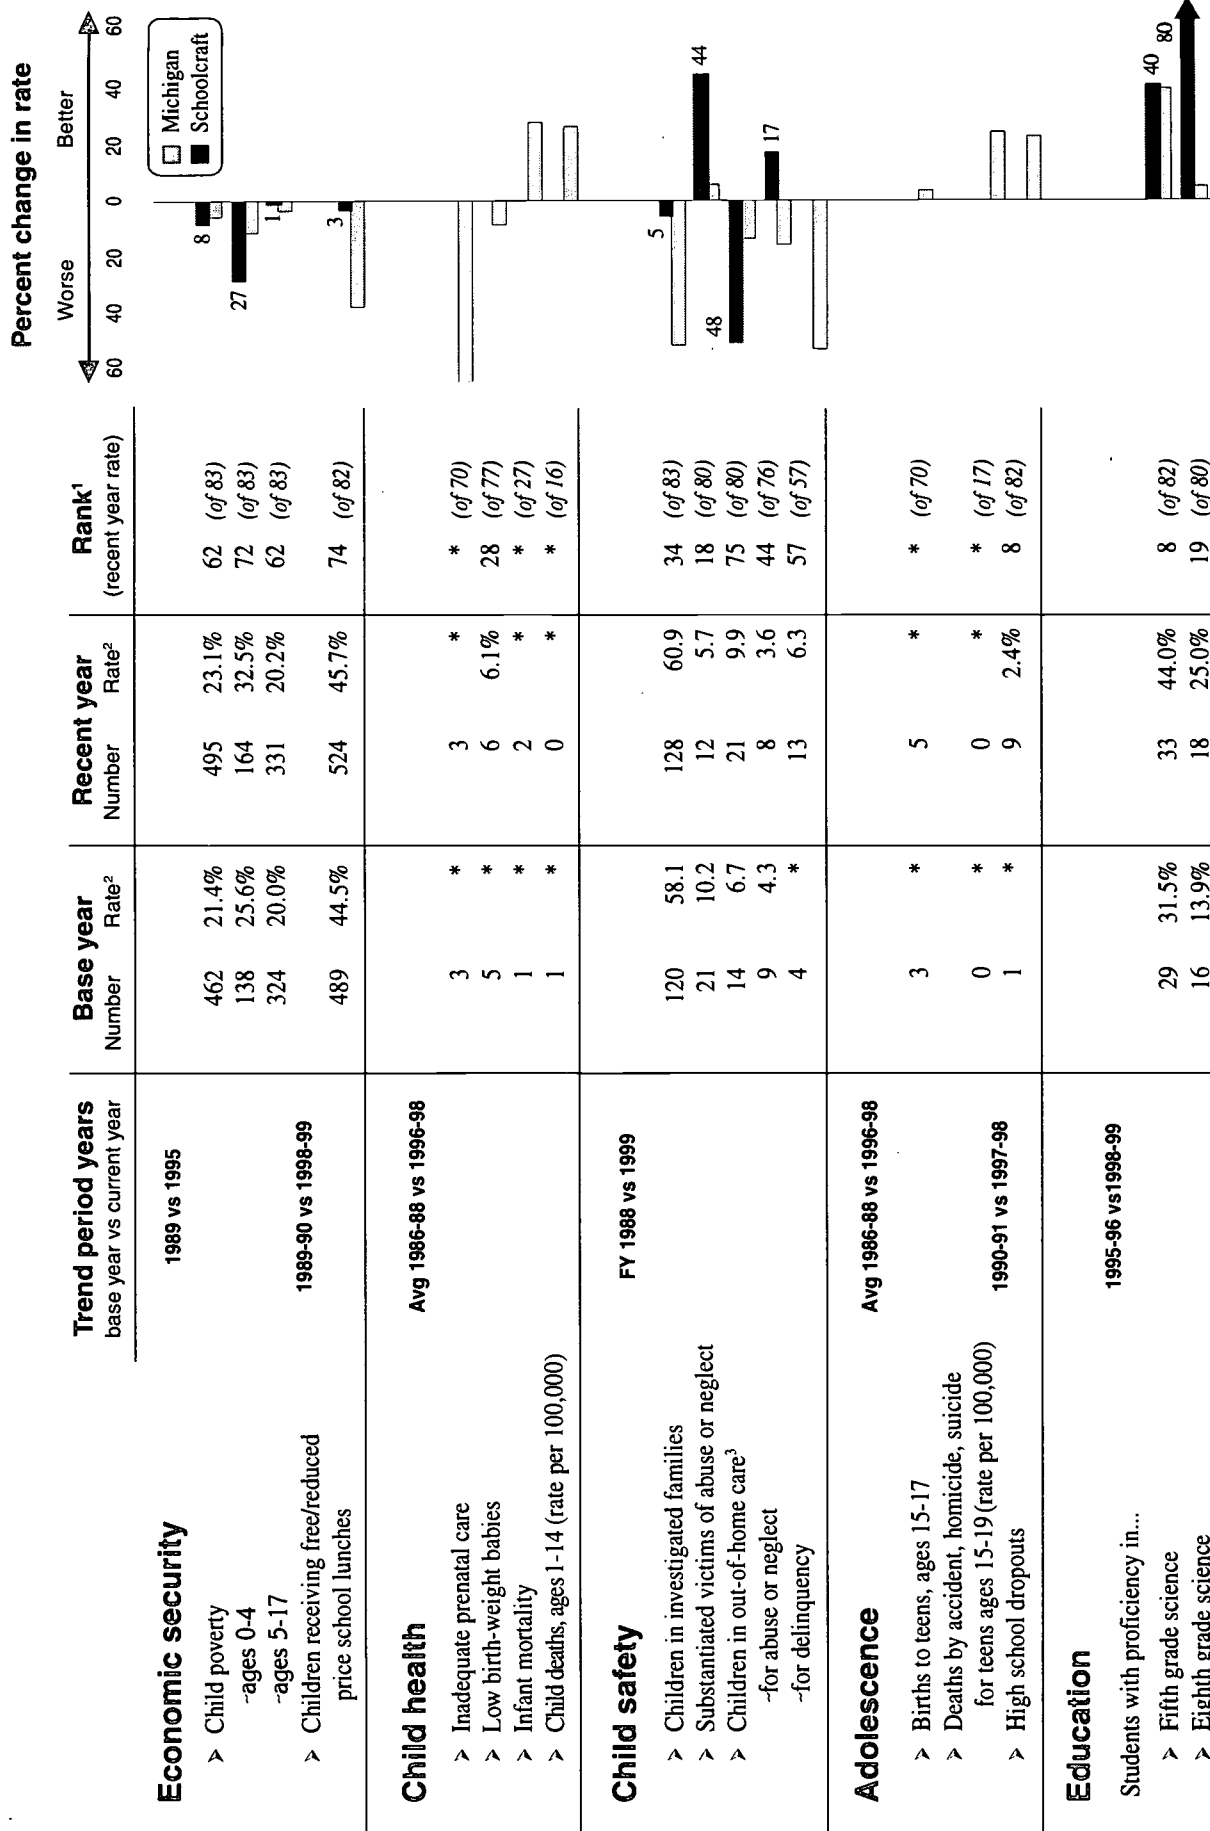 Percent change in rate
Trend period years Base year Recent year Rank¹ Worse Better
base year vs current year Number Rate² Number Rate² (recent year rate) 60 40 20 0 20 40 60
Economic security 1989 vs 1995 Michigan
Schoolcraft
➢ Child poverty 462 21.4% 495 23.1% 62 (of 83) 8
~ages 0-4 138 25.6% 164 32.5% 72 (of 83) 27
~ages 5-17 324 20.0% 331 20.2% 62 (of 83) 1
➢ Children receiving free/reduced 1989-90 vs 1998-99
price school lunches 489 44.5% 524 45.7% 74 (of 82) 3
Child health Avg 1986-88 vs 1996-98
➢ Inadequate prenatal care 3 * 3 * * (of 70)
➢ Low birth-weight babies 5 * 6 6.1% 28 (of 77)
➢ Infant mortality 1 * 2 * * (of 27)
➢ Child deaths, ages 1-14 (rate per 100,000) 1 * 0 * * (of 16)
Child safety FY 1988 vs 1999
➢ Children in investigated families 120 58.1 128 60.9 34 (of 83) 5
➢ Substantiated victims of abuse or neglect 21 10.2 12 5.7 18 (of 80) 44
➢ Children in out-of-home care³ 14 6.7 21 9.9 75 (of 80) 48
~for abuse or neglect 9 4.3 8 3.6 44 (of 76) 17
~for delinquency 4 * 13 6.3 57 (of 57)
Adolescence Avg 1986-88 vs 1996-98
➢ Births to teens, ages 15-17 3 * 5 * * (of 70)
➢ Deaths by accident, homicide, suicide
for teens ages 15-19 (rate per 100,000) 0 * 0 * * (of 17)
➢ High school dropouts 1990-91 vs 1997-98 1 * 9 2.4% 8 (of 82)
Education
Students with proficiency in... 1995-96 vs1998-99
➢ Fifth grade science 29 31.5% 33 44.0% 8 (of 82) 40
➢ Eighth grade science 16 13.9% 18 25.0% 19 (of 80) 80